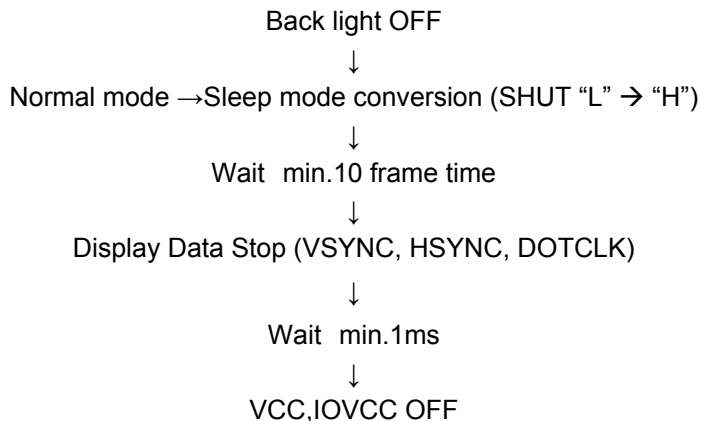 Back light OFF
↓
Normal mode →Sleep mode conversion (SHUT “L” → “H”)
↓
Wait min.10 frame time
↓
Display Data Stop (VSYNC, HSYNC, DOTCLK)
↓
Wait min.1ms
↓
VCC,IOVCC OFF